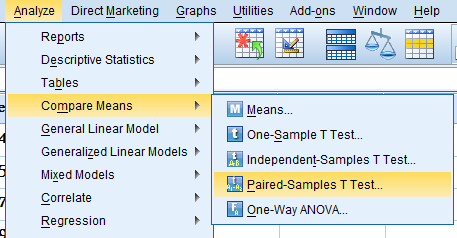 Analyze Direct Marketing Graphs Utilities Add-ons Window Help
Reports
Descriptive Statistics
Tables
Compare Means
General Linear Model
Generalized Linear Models
Mixed Models
Correlate
Regression
Means...
One-Sample T Test...
Independent-Samples T Test...
Paired-Samples T Test...
One-Way ANOVA...